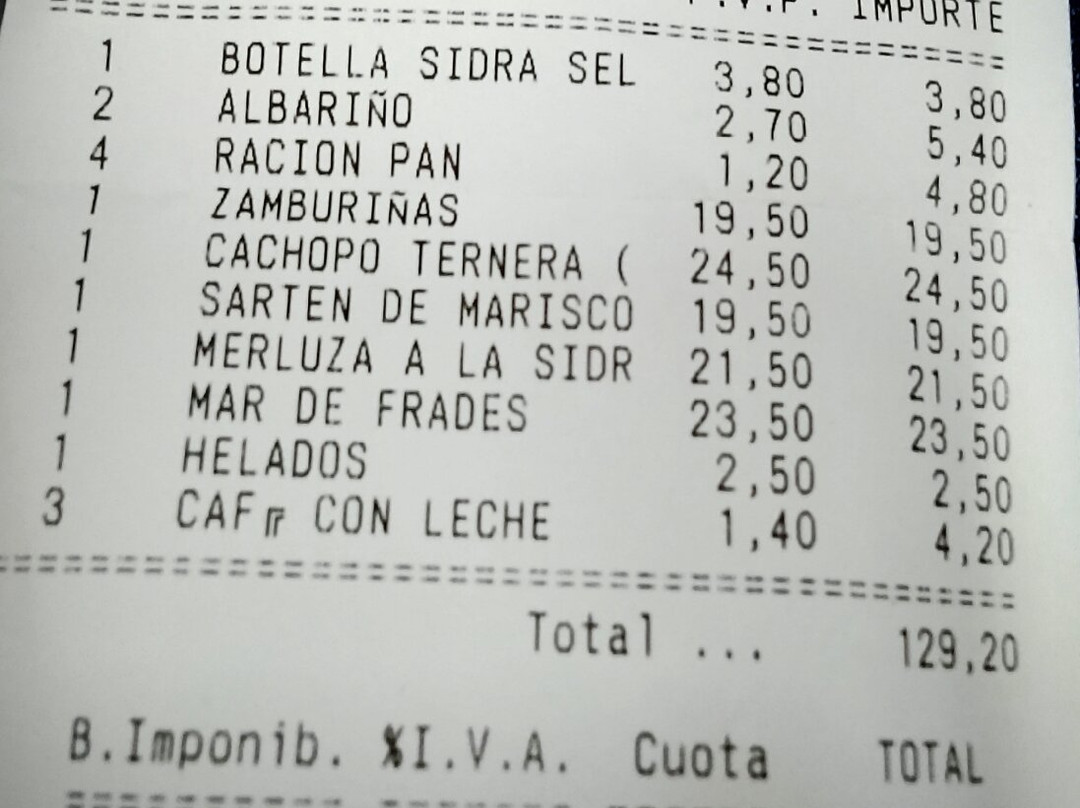 P.V.P. IMPORTE
1 BOTELLA SIDRA SEL 3,80 3,80
2 ALBARIÑO 2,70 5,40
4 RACION PAN 1,20 4,80
1 ZAMBURIÑAS 19,50 19,50
1 CACHOPO TERNERA ( 24,50 24,50
1 SARTEN DE MARISCO 19,50 19,50
1 MERLUZA A LA SIDR 21,50 21,50
1 MAR DE FRADES 23,50 23,50
1 HELADOS 2,50 2,50
3 CAF╔ CON LECHE 1,40 4,20
Total ... 129,20
B.Imponib. %I.V.A. Cuota TOTAL